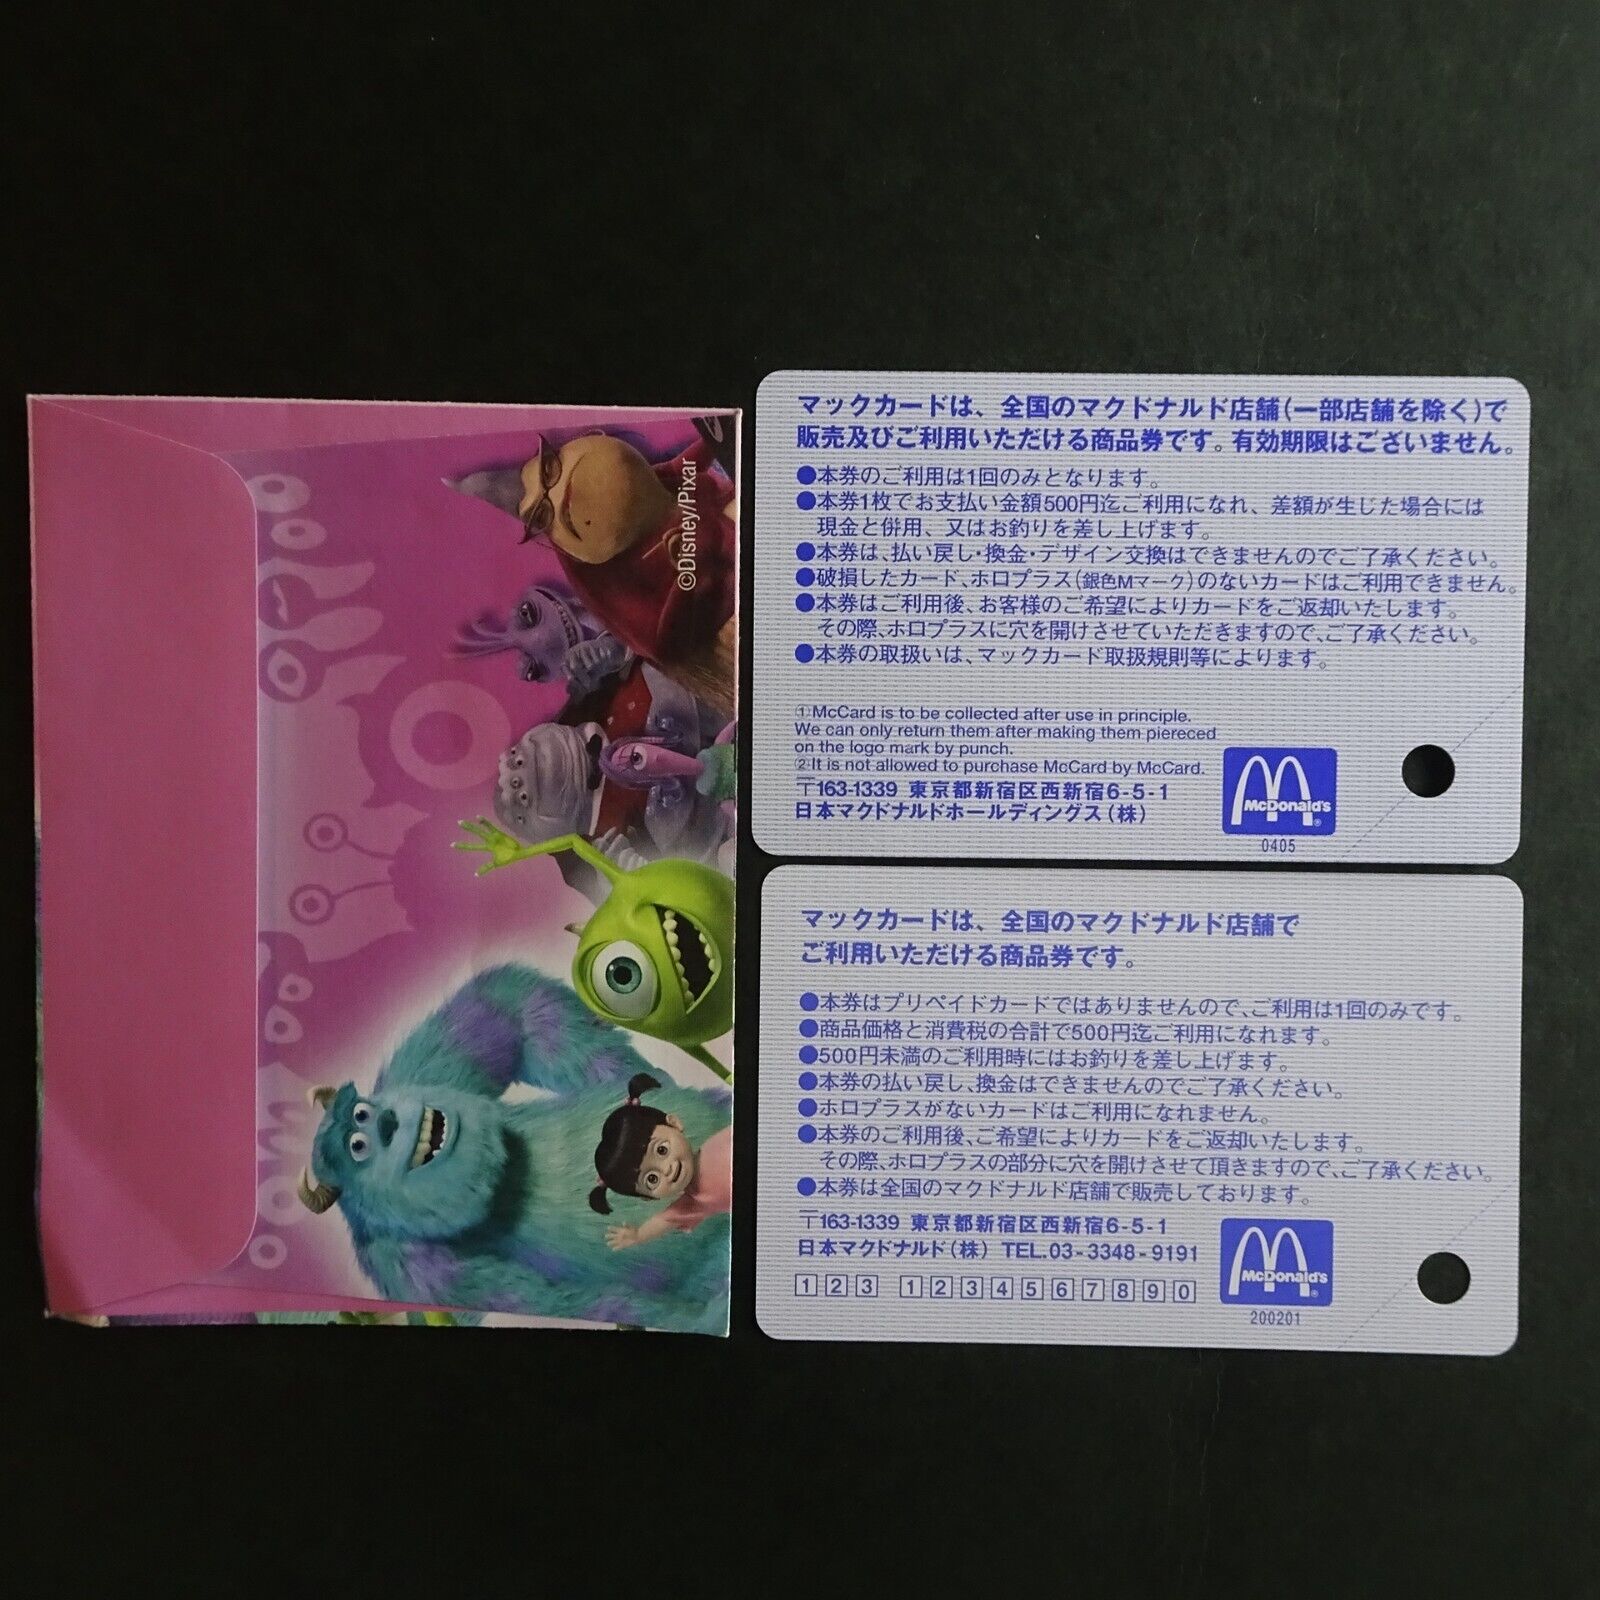 ©Disney/Pixar
マックカードは、全国のマクドナルド店舗(一部店舗を除く)で
販売及びご利用いただける商品券です。有効期限はございません。
●本券のご利用は1回のみとなります。
●本券1枚でお支払い金額500円迄ご利用になれ、差額が生じた場合には
現金と併用、又はお釣りを差し上げます。
●本券は、払い戻し・換金・デザイン交換はできませんのでご了承ください。
●破損したカード、ホロプラス(銀色Mマーク)のないカードはご利用できません。
●本券はご利用後、お客様のご希望によりカードをご返却いたします。
その際、ホロプラスに穴を開けさせていただきますので、ご了承ください。
●本券の取扱いは、マックカード取扱規則等によります。
①McCard is to be collected after use in principle.
We can only return them after making them piereced
on the logo mark by punch.
②It is not allowed to purchase McCard by McCard.
〒163-1339 東京都新宿区西新宿6-5-1
日本マクドナルドホールディングス(株)
McDonald's®
0405
マックカードは、全国のマクドナルド店舗で
ご利用いただける商品券です。
●本券はプリペイドカードではありませんので、ご利用は1回のみです。
●商品価格と消費税の合計で500円迄ご利用になれます。
●500円未満のご利用時にはお釣りを差し上げます。
●本券の払い戻し、換金はできませんのでご了承ください。
●ホロプラスがないカードはご利用になれません。
●本券のご利用後、ご希望によりカードをご返却いたします。
その際、ホロプラスの部分に穴を開けさせて頂きますので、ご了承ください。
●本券は全国のマクドナルド店舗で販売しております。
〒163-1339 東京都新宿区西新宿6-5-1
日本マクドナルド(株) TEL.03-3348-9191
1 2 3 1 2 3 4 5 6 7 8 9 0
McDonald's®
200201